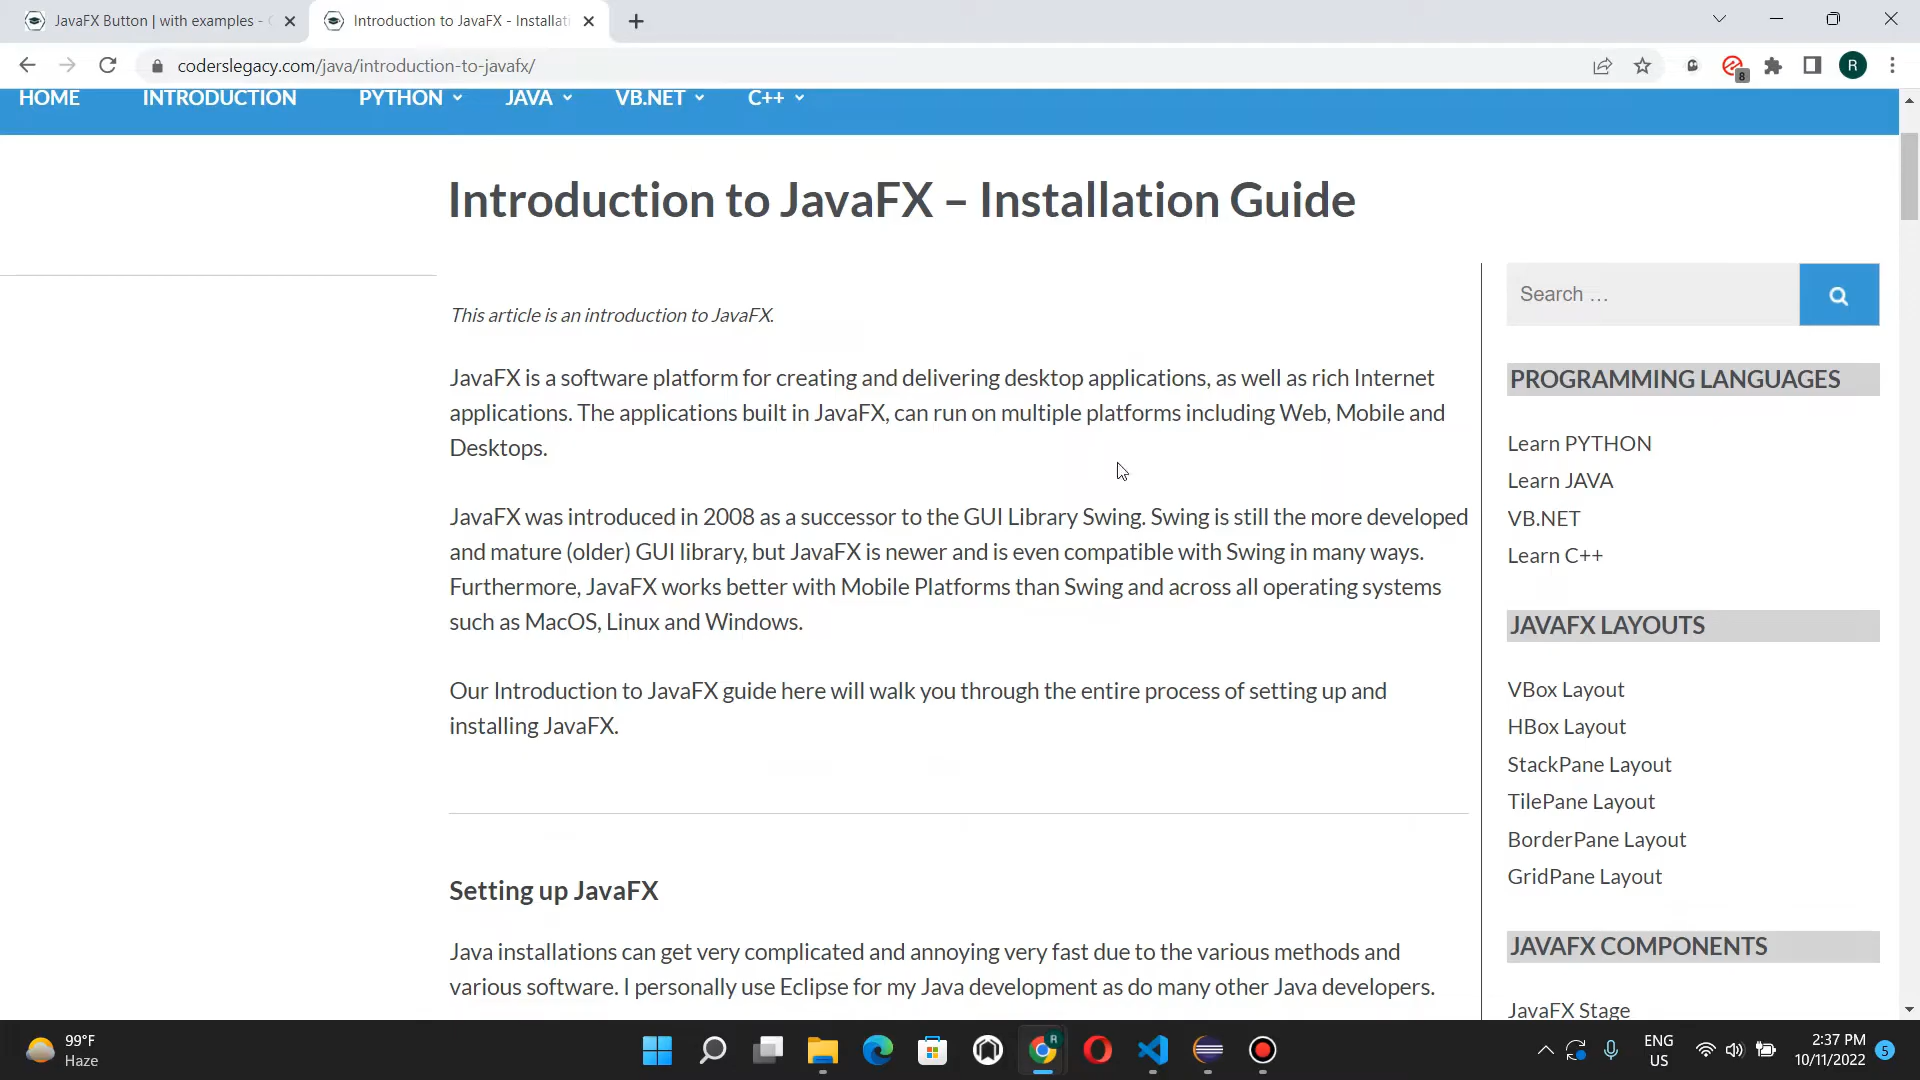 JavaFX Button | with examples -
Introduction to JavaFX - Installati
coderslegacy.com/java/introduction-to-javafx/
8
R
HOME INTRODUCTION PYTHON JAVA VB.NET C++
Introduction to JavaFX – Installation Guide
This article is an introduction to JavaFX.
JavaFX is a software platform for creating and delivering desktop applications, as well as rich Internet
applications. The applications built in JavaFX, can run on multiple platforms including Web, Mobile and
Desktops.
JavaFX was introduced in 2008 as a successor to the GUI Library Swing. Swing is still the more developed
and mature (older) GUI library, but JavaFX is newer and is even compatible with Swing in many ways.
Furthermore, JavaFX works better with Mobile Platforms than Swing and across all operating systems
such as MacOS, Linux and Windows.
Our Introduction to JavaFX guide here will walk you through the entire process of setting up and
installing JavaFX.
Setting up JavaFX
Java installations can get very complicated and annoying very fast due to the various methods and
various software. I personally use Eclipse for my Java development as do many other Java developers.
Search …
PROGRAMMING LANGUAGES
Learn PYTHON
Learn JAVA
VB.NET
Learn C++
JAVAFX LAYOUTS
VBox Layout
HBox Layout
StackPane Layout
TilePane Layout
BorderPane Layout
GridPane Layout
JAVAFX COMPONENTS
JavaFX Stage
99°F
Haze
R
ENG
US
2:37 PM
10/11/2022
5